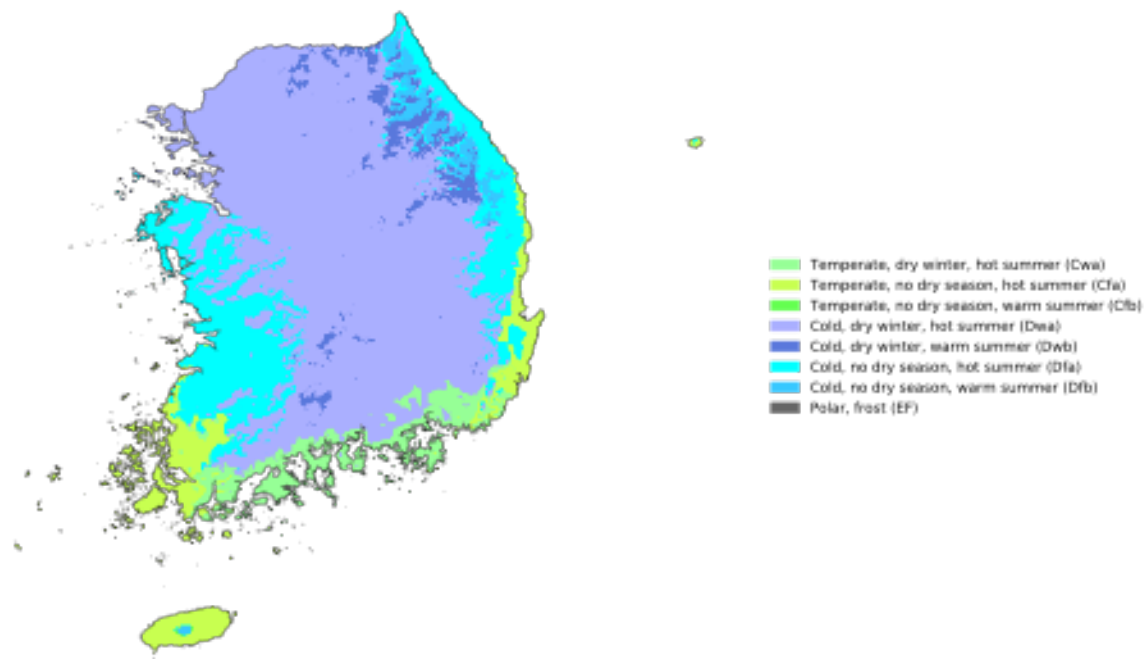 Temperate, dry winter, hot summer (Cwa)
Temperate, no dry season, hot summer (Cfa)
Temperate, no dry season, warm summer (Cfb)
Cold, dry winter, hot summer (Dwa)
Cold, dry winter, warm summer (Dwb)
Cold, no dry season, hot summer (Dfa)
Cold, no dry season, warm summer (Dfb)
Polar, frost (EF)